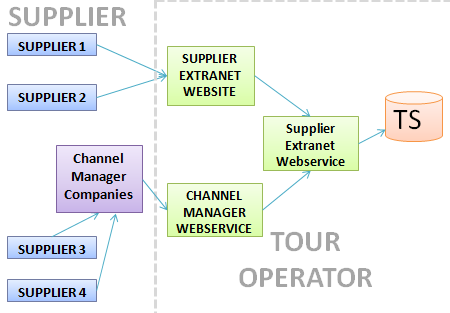 SUPPLIER
SUPPLIER 1
SUPPLIER 2
SUPPLIER
EXTRANET
WEBSITE
Supplier
Extranet
Webservice
TS
Channel
Manager
Companies
CHANNEL
MANAGER
WEBSERVICE
SUPPLIER 3
SUPPLIER 4
TOUR
OPERATOR